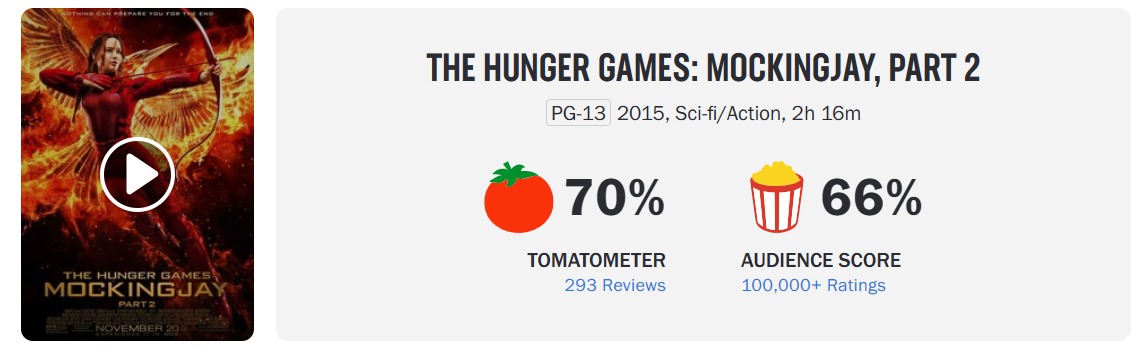 NOTHING CAN PREPARE YOU FOR THE END
THE HUNGER GAMES
MOCKINGJAY
PART 2
NOVEMBER 20
THE HUNGER GAMES: MOCKINGJAY, PART 2
PG-13 2015, Sci-fi/Action, 2h 16m
70% 66%
TOMATOMETER AUDIENCE SCORE
293 Reviews 100,000+ Ratings